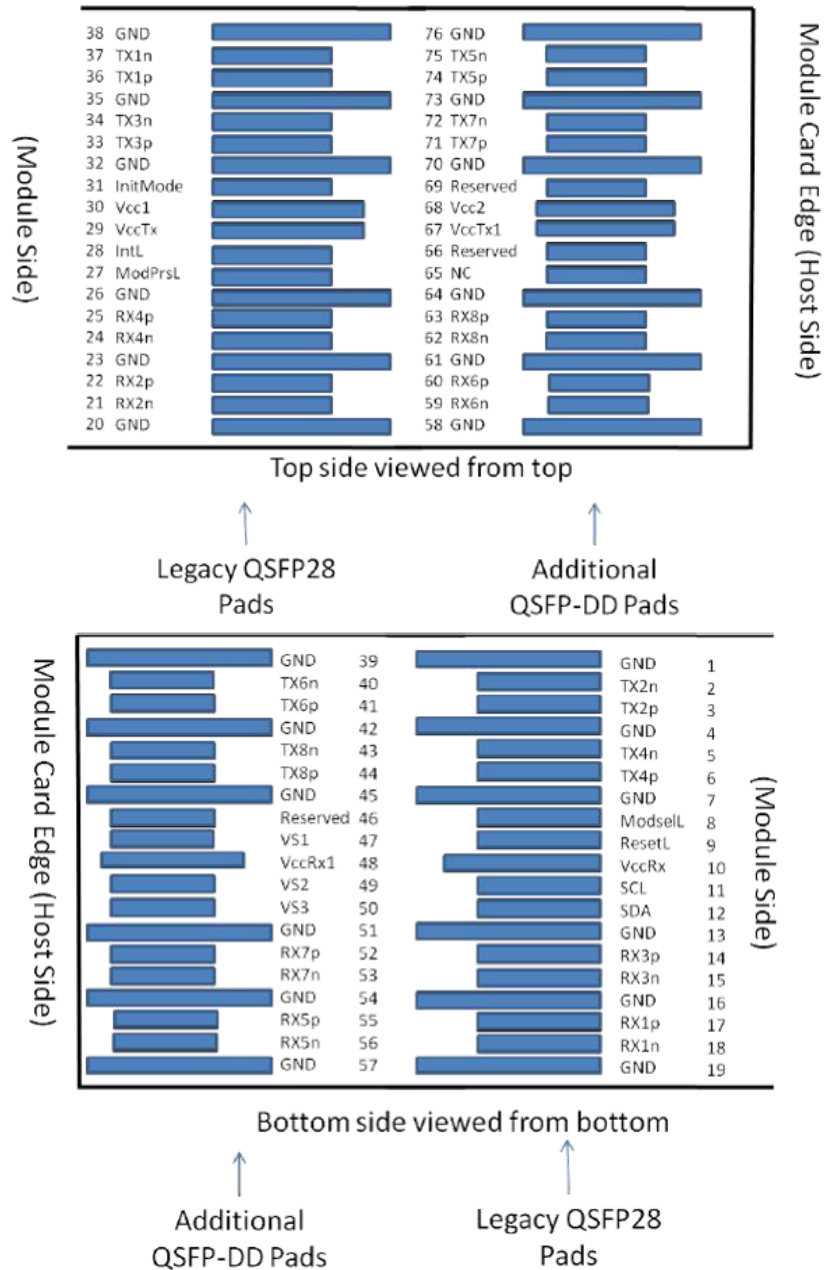 38 GND 76 GND
37 TX1n 75 TX5n
36 TX1p 74 TX5p
35 GND 73 GND
34 TX3n 72 TX7n
33 TX3p 71 TX7p
32 GND 70 GND
31 InitMode 69 Reserved
30 Vcc1 68 Vcc2
29 VccTx 67 VccTx1
28 IntL 66 Reserved
27 ModPrsL 65 NC
26 GND 64 GND
25 RX4p 63 RX8p
24 RX4n 62 RX8n
23 GND 61 GND
22 RX2p 60 RX6p
21 RX2n 59 RX6n
20 GND 58 GND
(Module Side)
Module Card Edge (Host Side)
Top side viewed from top
Legacy QSFP28
Pads
Additional
QSFP-DD Pads
GND 39 GND 1
TX6n 40 TX2n 2
TX6p 41 TX2p 3
GND 42 GND 4
TX8n 43 TX4n 5
TX8p 44 TX4p 6
GND 45 GND 7
Reserved 46 ModselL 8
VS1 47 ResetL 9
VccRx1 48 VccRx 10
VS2 49 SCL 11
VS3 50 SDA 12
GND 51 GND 13
RX7p 52 RX3p 14
RX7n 53 RX3n 15
GND 54 GND 16
RX5p 55 RX1p 17
RX5n 56 RX1n 18
GND 57 GND 19
Module Card Edge (Host Side)
(Module Side)
Bottom side viewed from bottom
Additional
QSFP-DD Pads
Legacy QSFP28
Pads